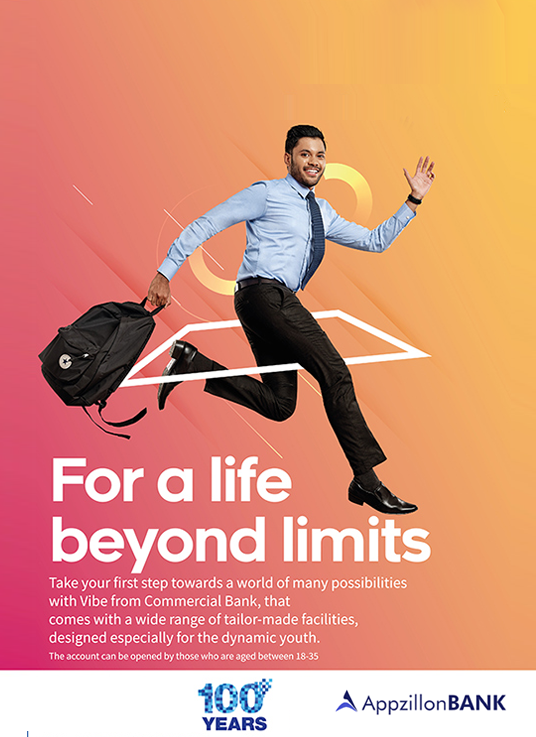 For a life
beyond limits
Take your first step towards a world of many possibilities
with Vibe from Commercial Bank, that
comes with a wide range of tailor-made facilities,
designed especially for the dynamic youth.
The account can be opened by those who are aged between 18-35
100
YEARS
AppzillonBANK